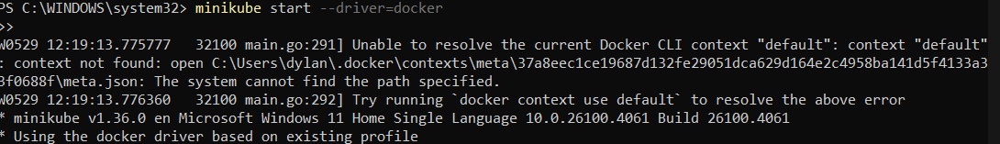 PS C:\WINDOWS\system32> minikube start --driver=docker
>>
W0529 12:19:13.775777   32100 main.go:291] Unable to resolve the current Docker CLI context "default": context "default"
: context not found: open C:\Users\dylan\.docker\contexts\meta\37a8eec1ce19687d132fe29051dca629d164e2c4958ba141d5f4133a3
3f0688f\meta.json: The system cannot find the path specified.
W0529 12:19:13.776360   32100 main.go:292] Try running `docker context use default` to resolve the above error
* minikube v1.36.0 en Microsoft Windows 11 Home Single Language 10.0.26100.4061 Build 26100.4061
* Using the docker driver based on existing profile